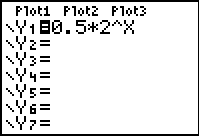 Plot1 Plot2 Plot3
\Y1=0.5*2^X
\Y2=
\Y3=
\Y4=
\Y5=
\Y6=
\Y7=